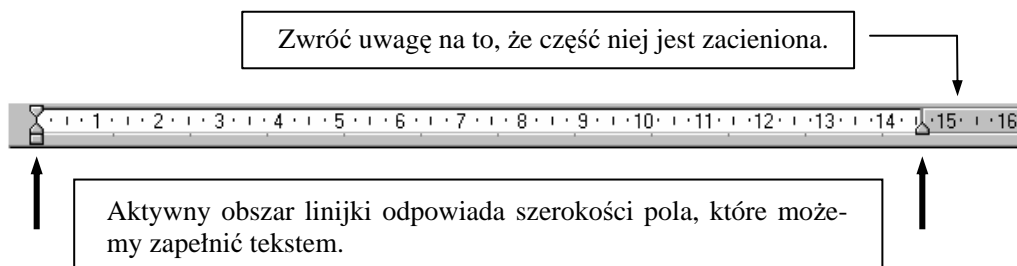 Zwróć uwagę na to, że część niej jest zacieniona.
1 2 3 4 5 6 7 8 9 10 11 12 13 14 15 16
Aktywny obszar linijki odpowiada szerokości pola, które może-
my zapełnić tekstem.